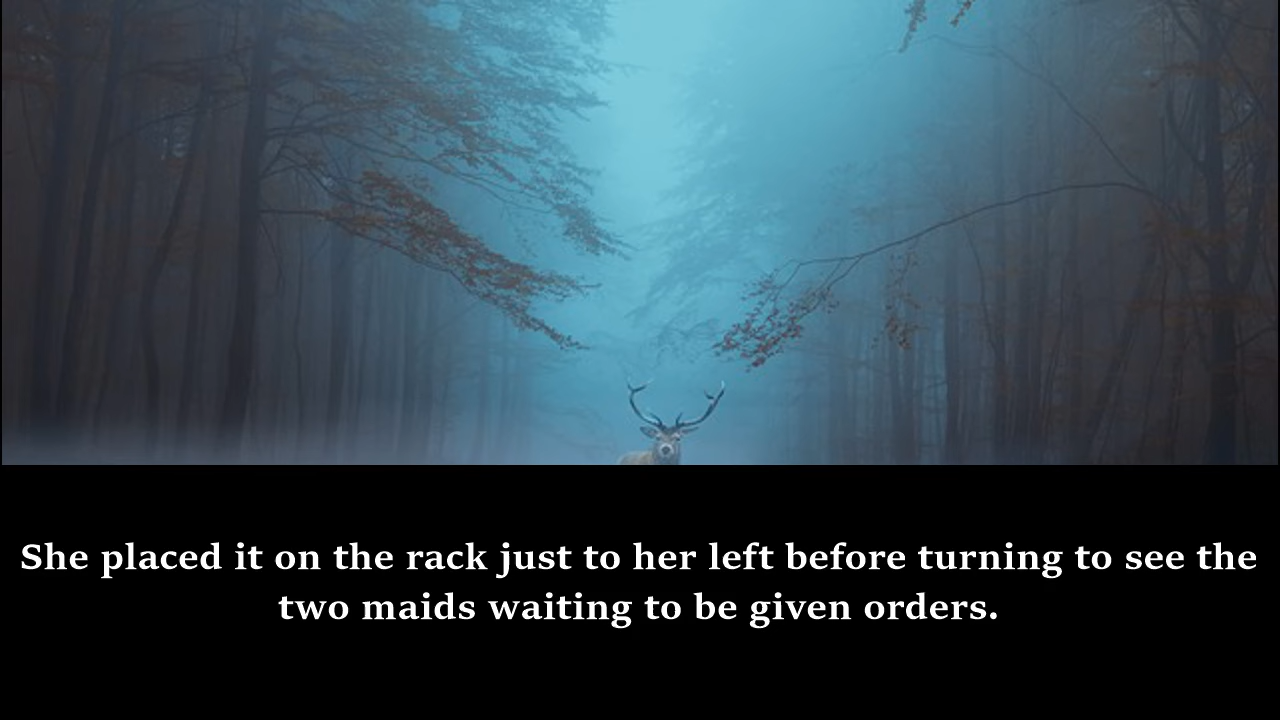 She placed it on the rack just to her left before turning to see the
two maids waiting to be given orders.